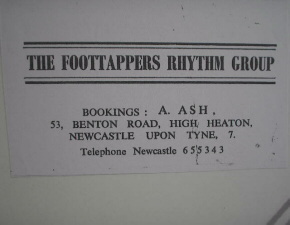 THE FOOTTAPPERS RHYTHM GROUP
BOOKINGS : A. ASH,
53, BENTON ROAD, HIGH HEATON,
NEWCASTLE UPON TYNE, 7.
Telephone Newcastle 655343